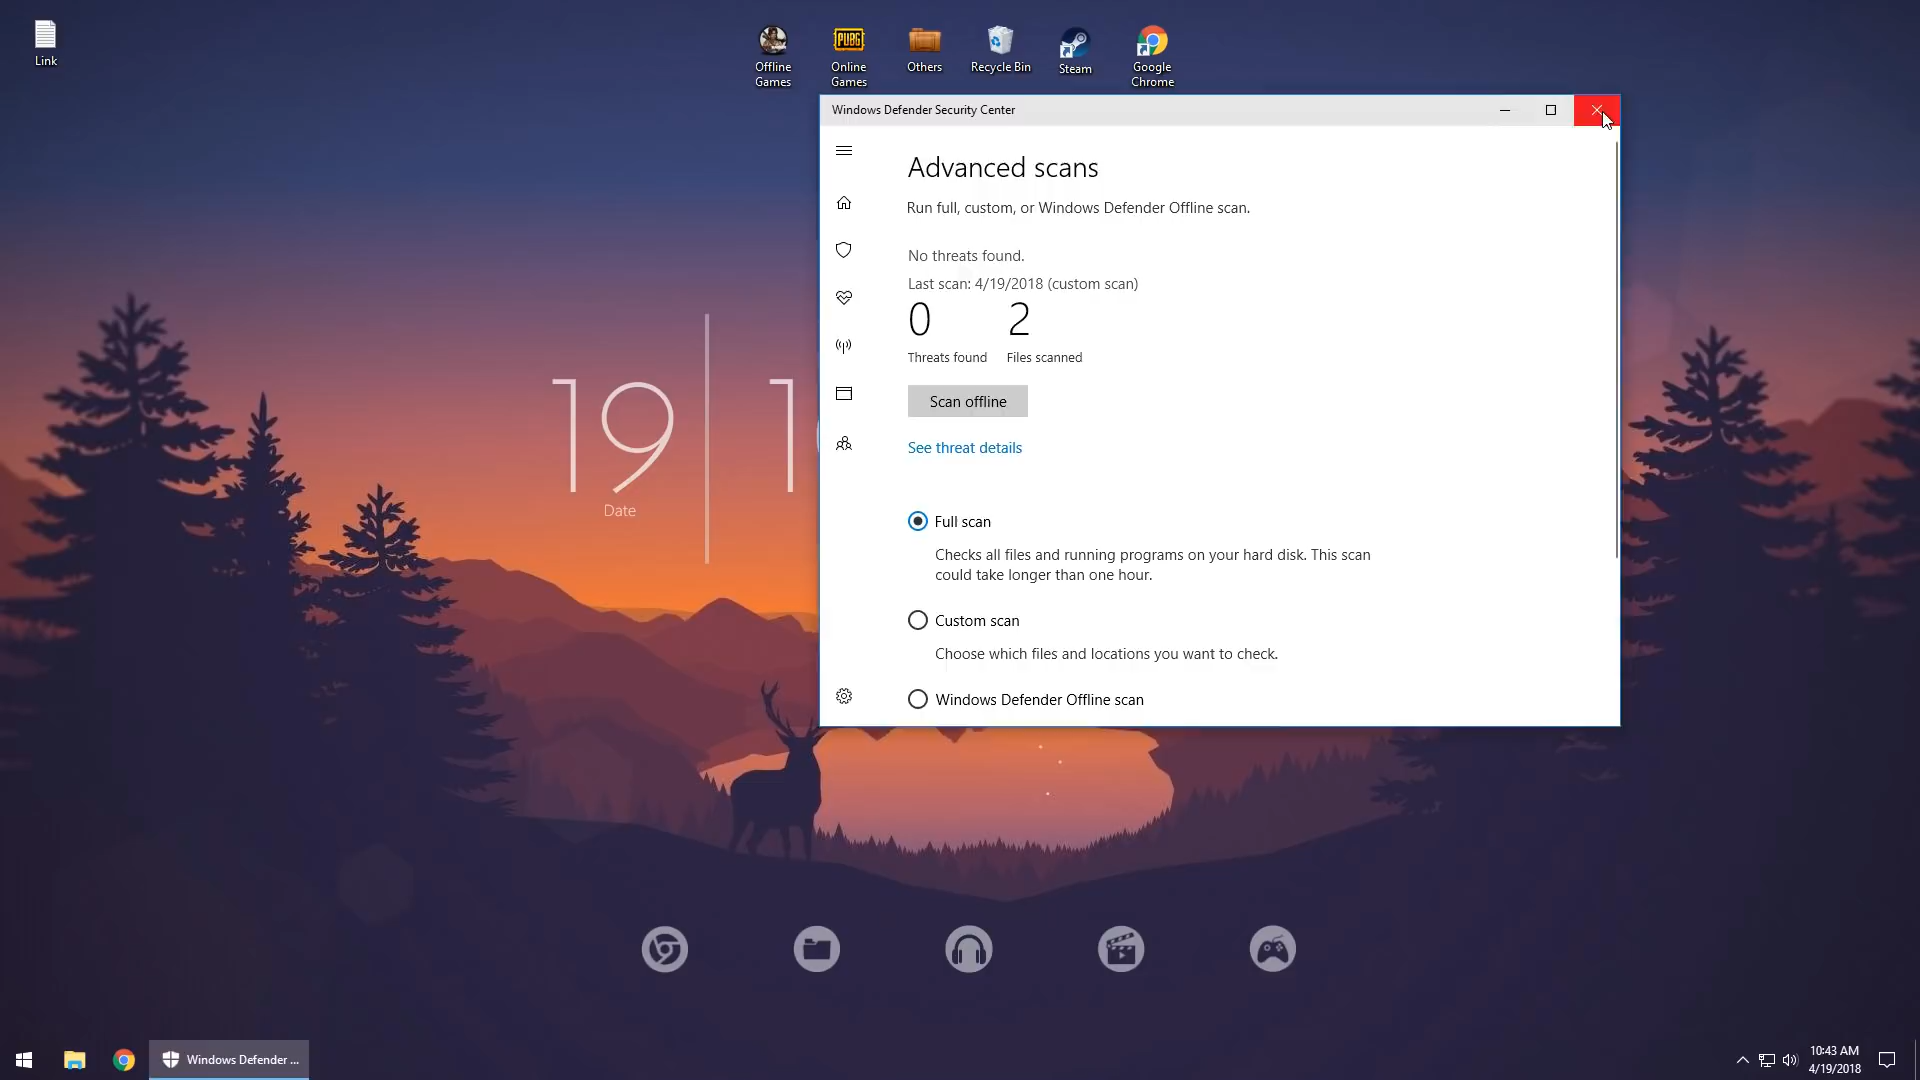 Link
Offline
Games
PUBG
Online
Games
Others
Recycle Bin
Steam
Google
Chrome
Windows Defender Security Center
Advanced scans
Run full, custom, or Windows Defender Offline scan.
No threats found.
Last scan: 4/19/2018 (custom scan)
0 2
Threats found Files scanned
Scan offline
See threat details
Full scan
Checks all files and running programs on your hard disk. This scan
could take longer than one hour.
Custom scan
Choose which files and locations you want to check.
Windows Defender Offline scan
19 1
Date
Windows Defender ...
10:43 AM
4/19/2018